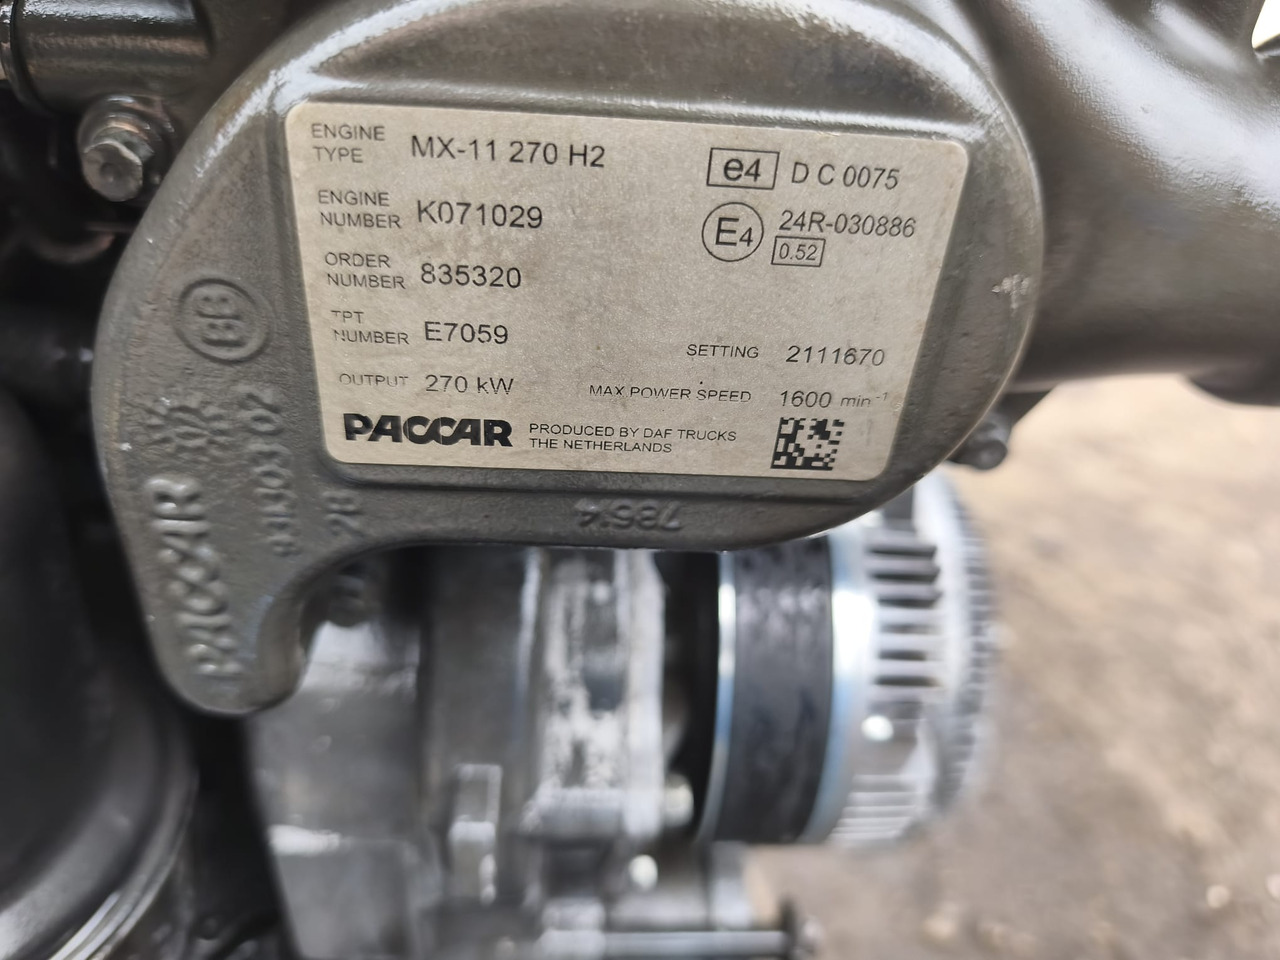 ENGINE TYPE MX-11 270 H2
e4 D C 0075
ENGINE NUMBER K071029
E4 24R-030886
0.52
ORDER NUMBER 835320
TPT NUMBER E7059
SETTING 2111670
OUTPUT 270 kW
MAX POWER SPEED 1600 min⁻¹
PACCAR
PRODUCED BY DAF TRUCKS
THE NETHERLANDS
PACCAR